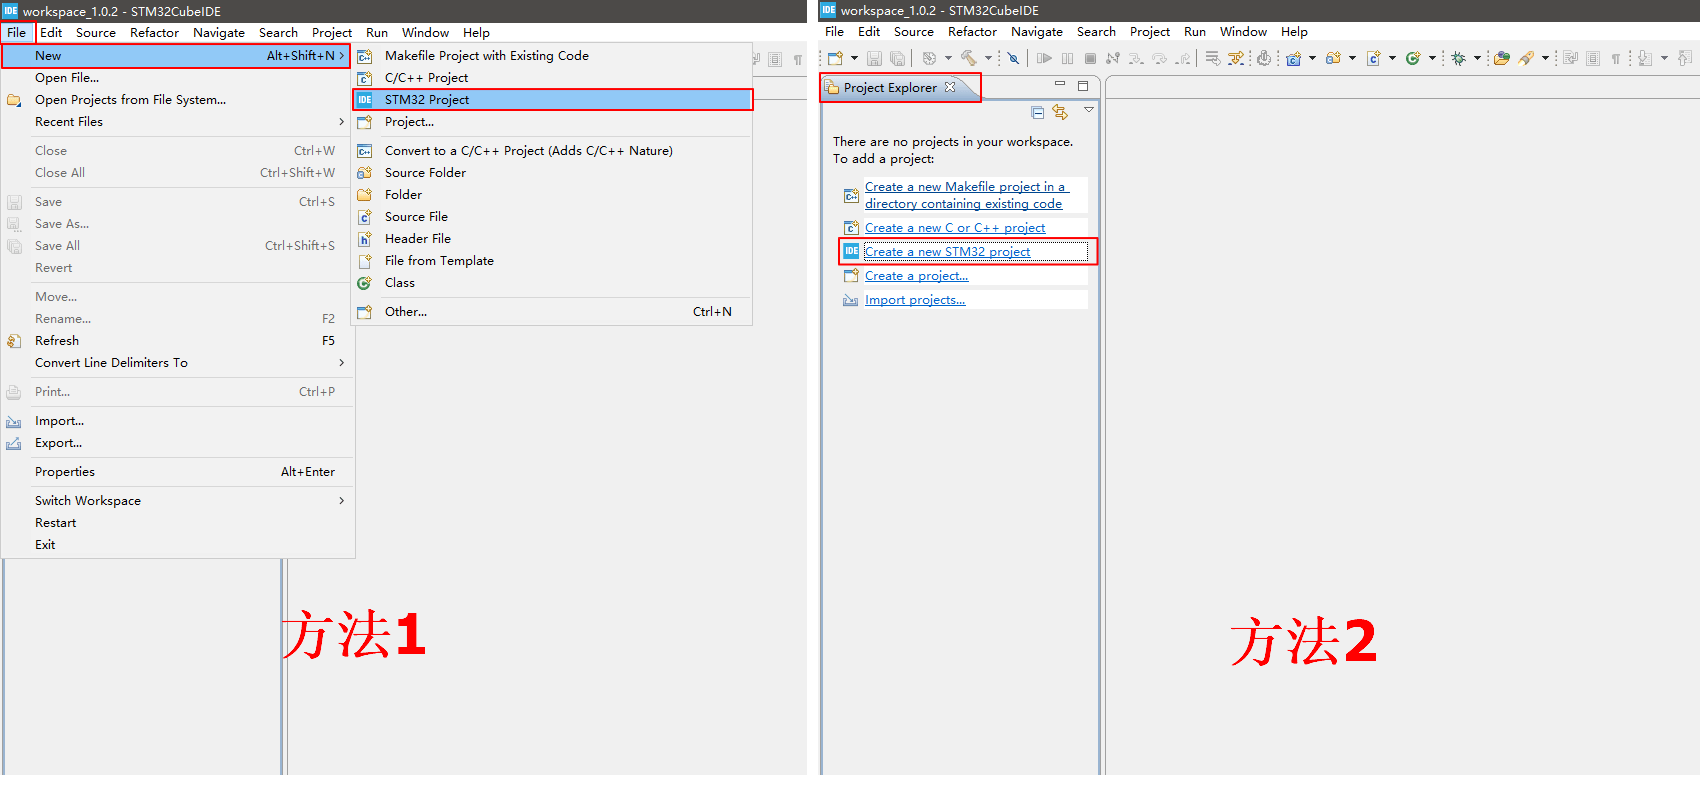 IDE workspace_1.0.2 - STM32CubeIDE
File Edit Source Refactor Navigate Search Project Run Window Help
New Alt+Shift+N >
Open File...
Open Projects from File System...
Recent Files >
Close Ctrl+W
Close All Ctrl+Shift+W
Save Ctrl+S
Save As...
Save All Ctrl+Shift+S
Revert
Move...
Rename... F2
Refresh F5
Convert Line Delimiters To >
Print... Ctrl+P
Import...
Export...
Properties Alt+Enter
Switch Workspace >
Restart
Exit
Makefile Project with Existing Code
C/C++ Project
IDE STM32 Project
Project...
Convert to a C/C++ Project (Adds C/C++ Nature)
Source Folder
Folder
Source File
Header File
File from Template
Class
Other... Ctrl+N
方法1
IDE workspace_1.0.2 - STM32CubeIDE
File Edit Source Refactor Navigate Search Project Run Window Help
Project Explorer
There are no projects in your workspace.
To add a project:
Create a new Makefile project in a
directory containing existing code
Create a new C or C++ project
IDE Create a new STM32 project
Create a project...
Import projects...
方法2